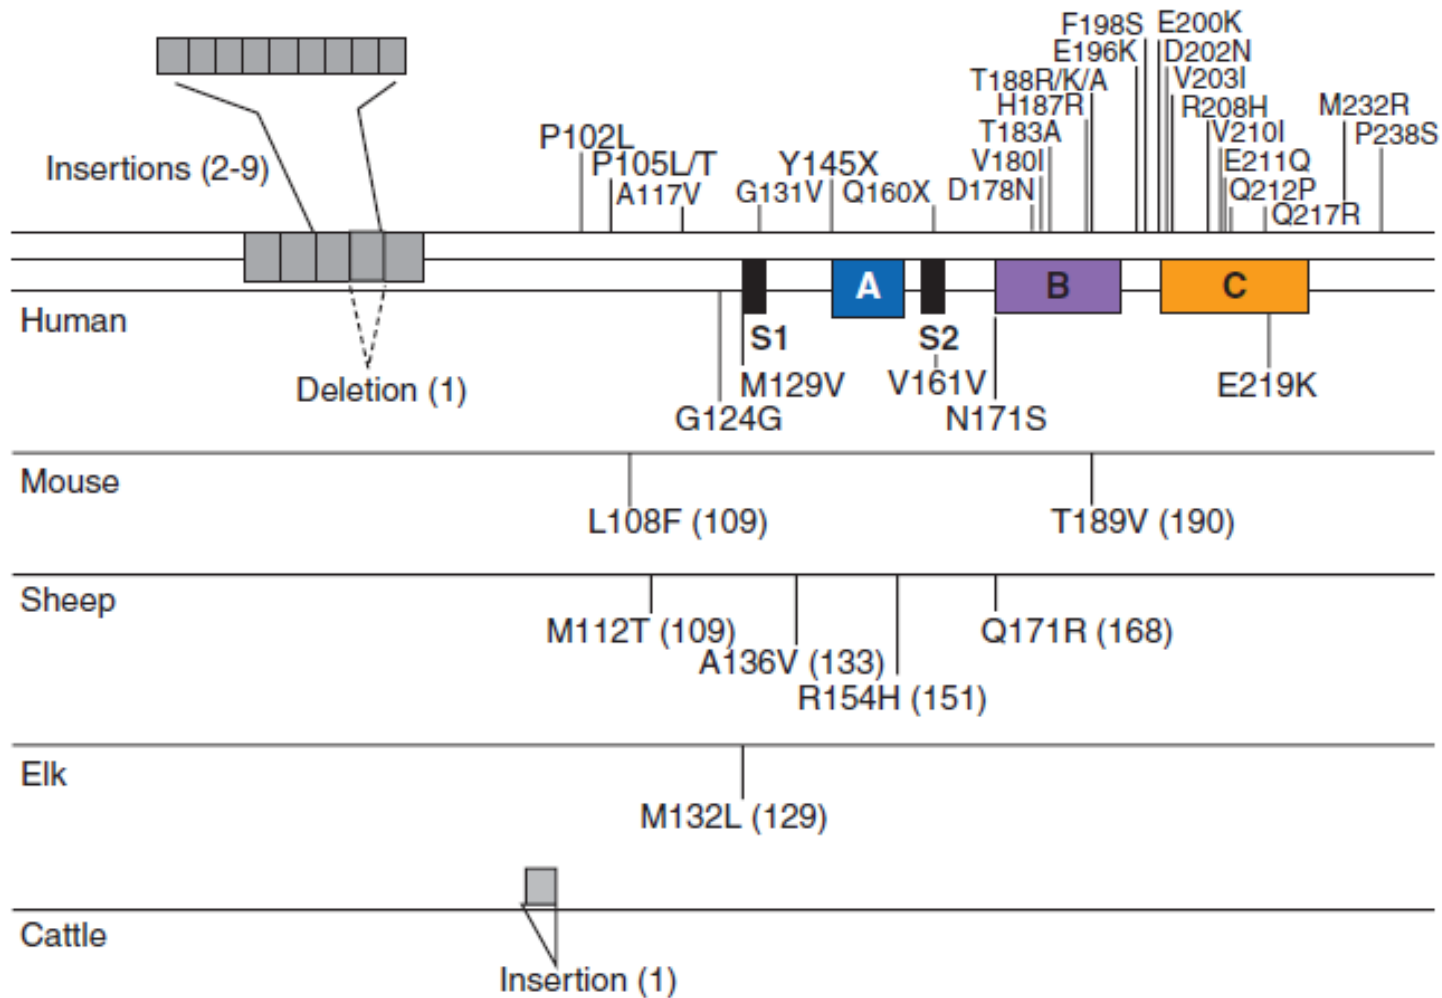 F198S E200K
E196K D202N
T188R/K/A V203I
H187R R208H M232R
P102L T183A V210I P238S
Insertions (2-9) P105L/T Y145X V180I E211Q
A117V G131V Q160X D178N Q212P
Q217R
A B C
Human
S1 S2
Deletion (1) M129V V161V E219K
G124G N171S
Mouse
L108F (109) T189V (190)
Sheep
M112T (109) Q171R (168)
A136V (133)
R154H (151)
Elk
M132L (129)
Cattle
Insertion (1)